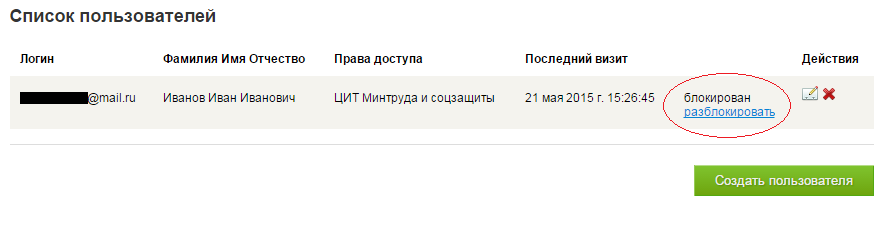 Список пользователей
Логин Фамилия Имя Отчество Права доступа Последний визит Действия
@mail.ru Иванов Иван Иванович ЦИТ Минтруда и соцзащиты 21 мая 2015 г. 15:26:45 блокирован
разблокировать
Создать пользователя